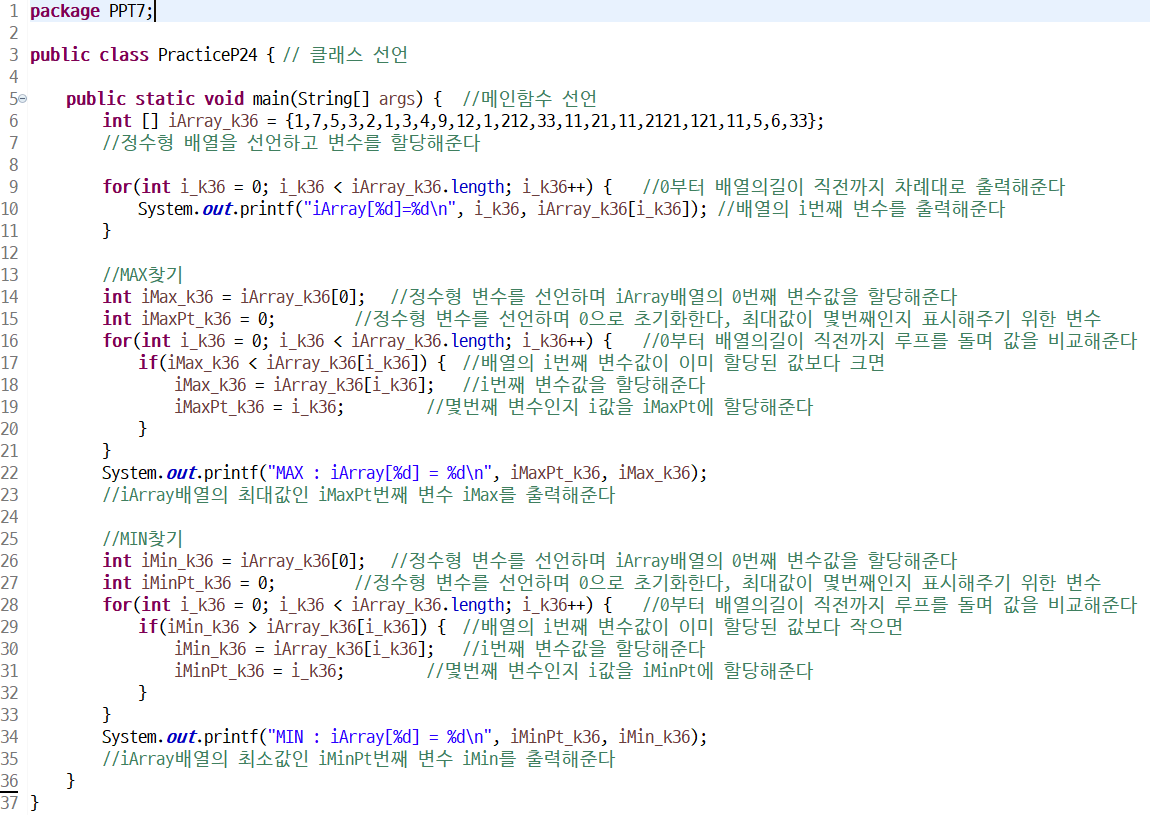 1 package PPT7;
2
3 public class PracticeP24 { // 클래스 선언
4
5 public static void main(String[] args) { //메인함수 선언
6 int [] iArray_k36 = {1,7,5,3,2,1,3,4,9,12,1,212,33,11,21,11,2121,121,11,5,6,33};
7 //정수형 배열을 선언하고 변수를 할당해준다
8
9 for(int i_k36 = 0; i_k36 < iArray_k36.length; i_k36++) { //0부터 배열의길이 직전까지 차례대로 출력해준다
10 System.out.printf("iArray[%d]=%d\n", i_k36, iArray_k36[i_k36]); //배열의 i번째 변수를 출력해준다
11 }
12
13 //MAX찾기
14 int iMax_k36 = iArray_k36[0]; //정수형 변수를 선언하며 iArray배열의 0번째 변수값을 할당해준다
15 int iMaxPt_k36 = 0; //정수형 변수를 선언하며 0으로 초기화한다, 최대값이 몇번째인지 표시해주기 위한 변수
16 for(int i_k36 = 0; i_k36 < iArray_k36.length; i_k36++) { //0부터 배열의길이 직전까지 루프를 돌며 값을 비교해준다
17 if(iMax_k36 < iArray_k36[i_k36]) { //배열의 i번째 변수값이 이미 할당된 값보다 크면
18 iMax_k36 = iArray_k36[i_k36]; //i번째 변수값을 할당해준다
19 iMaxPt_k36 = i_k36; //몇번째 변수인지 i값을 iMaxPt에 할당해준다
20 }
21 }
22 System.out.printf("MAX : iArray[%d] = %d\n", iMaxPt_k36, iMax_k36);
23 //iArray배열의 최대값인 iMaxPt번째 변수 iMax를 출력해준다
24
25 //MIN찾기
26 int iMin_k36 = iArray_k36[0]; //정수형 변수를 선언하며 iArray배열의 0번째 변수값을 할당해준다
27 int iMinPt_k36 = 0; //정수형 변수를 선언하며 0으로 초기화한다, 최대값이 몇번째인지 표시해주기 위한 변수
28 for(int i_k36 = 0; i_k36 < iArray_k36.length; i_k36++) { //0부터 배열의길이 직전까지 루프를 돌며 값을 비교해준다
29 if(iMin_k36 > iArray_k36[i_k36]) { //배열의 i번째 변수값이 이미 할당된 값보다 작으면
30 iMin_k36 = iArray_k36[i_k36]; //i번째 변수값을 할당해준다
31 iMinPt_k36 = i_k36; //몇번째 변수인지 i값을 iMinPt에 할당해준다
32 }
33 }
34 System.out.printf("MIN : iArray[%d] = %d\n", iMinPt_k36, iMin_k36);
35 //iArray배열의 최소값인 iMinPt번째 변수 iMin를 출력해준다
36 }
37 }